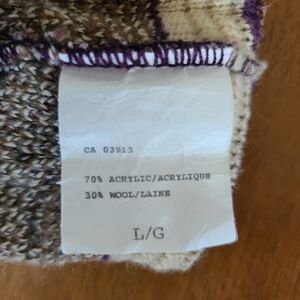 CA 03913
70% ACRYLIC/ACRYLIQUE
30% WOOL/LAINE
L/G